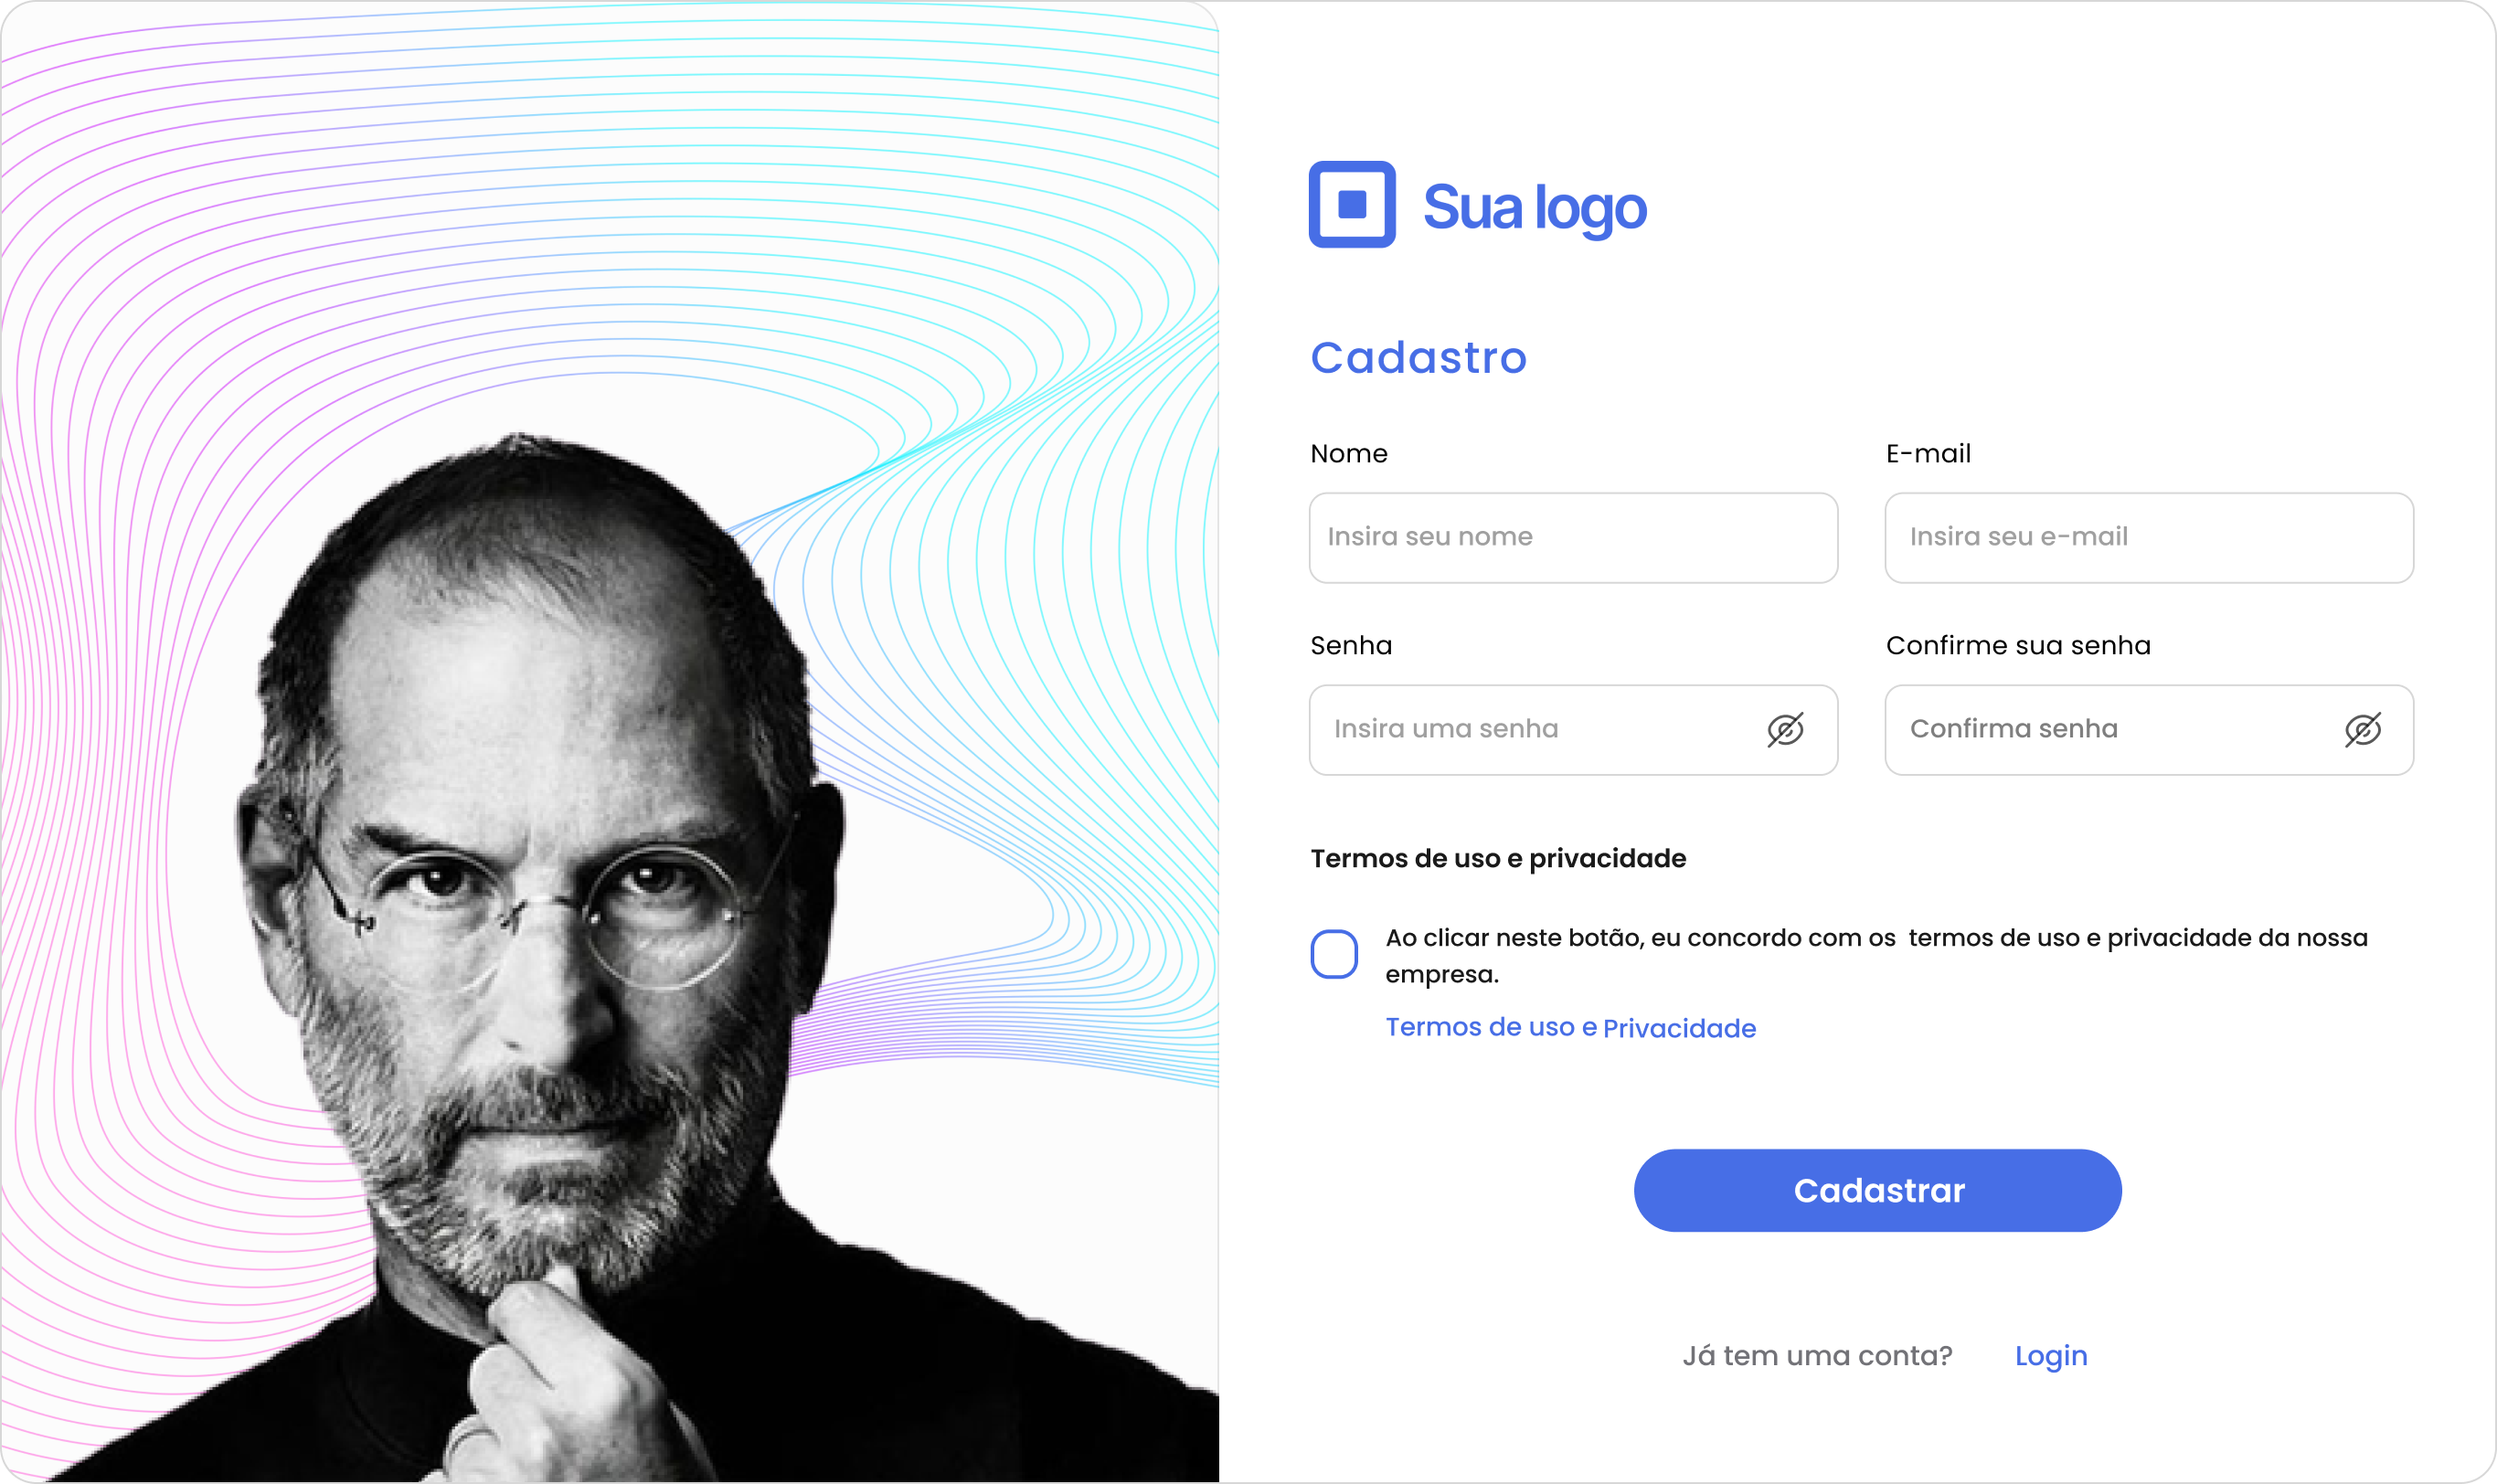 Sua logo
Cadastro
Nome
E-mail
Insira seu nome
Insira seu e-mail
Senha
Confirme sua senha
Insira uma senha
Confirma senha
Termos de uso e privacidade
Ao clicar neste botão, eu concordo com os termos de uso e privacidade da nossa
empresa.
Termos de uso e Privacidade
Cadastrar
Já tem uma conta? Login